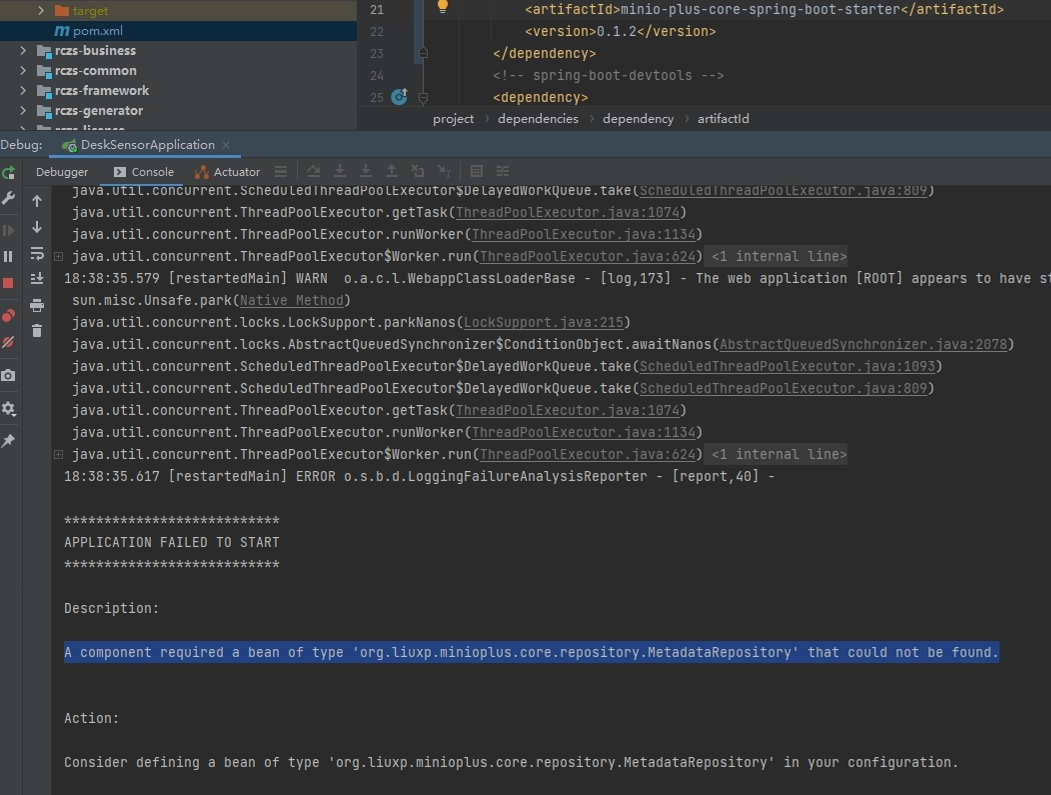 target
pom.xml
rczs-business
rczs-common
rczs-framework
rczs-generator
21 <artifactId>minio-plus-core-spring-boot-starter</artifactId>
22 <version>0.1.2</version>
23 </dependency>
24 <!-- spring-boot-devtools -->
25 <dependency>
project › dependencies › dependency › artifactId
Debug: DeskSensorApplication ×
Debugger Console Actuator
java.util.concurrent.ScheduledThreadPoolExecutor$DelayedWorkQueue.take(ScheduledThreadPoolExecutor.java:809)
java.util.concurrent.ThreadPoolExecutor.getTask(ThreadPoolExecutor.java:1074)
java.util.concurrent.ThreadPoolExecutor.runWorker(ThreadPoolExecutor.java:1134)
java.util.concurrent.ThreadPoolExecutor$Worker.run(ThreadPoolExecutor.java:624) <1 internal line>
18:38:35.579 [restartedMain] WARN  o.a.c.l.WebappClassLoaderBase - [log,173] - The web application [ROOT] appears to have
sun.misc.Unsafe.park(Native Method)
java.util.concurrent.locks.LockSupport.parkNanos(LockSupport.java:215)
java.util.concurrent.locks.AbstractQueuedSynchronizer$ConditionObject.awaitNanos(AbstractQueuedSynchronizer.java:2078)
java.util.concurrent.ScheduledThreadPoolExecutor$DelayedWorkQueue.take(ScheduledThreadPoolExecutor.java:1093)
java.util.concurrent.ScheduledThreadPoolExecutor$DelayedWorkQueue.take(ScheduledThreadPoolExecutor.java:809)
java.util.concurrent.ThreadPoolExecutor.getTask(ThreadPoolExecutor.java:1074)
java.util.concurrent.ThreadPoolExecutor.runWorker(ThreadPoolExecutor.java:1134)
java.util.concurrent.ThreadPoolExecutor$Worker.run(ThreadPoolExecutor.java:624) <1 internal line>
18:38:35.617 [restartedMain] ERROR o.s.b.d.LoggingFailureAnalysisReporter - [report,40] -
***************************
APPLICATION FAILED TO START
***************************
Description:
A component required a bean of type 'org.liuxp.minioplus.core.repository.MetadataRepository' that could not be found.
Action:
Consider defining a bean of type 'org.liuxp.minioplus.core.repository.MetadataRepository' in your configuration.